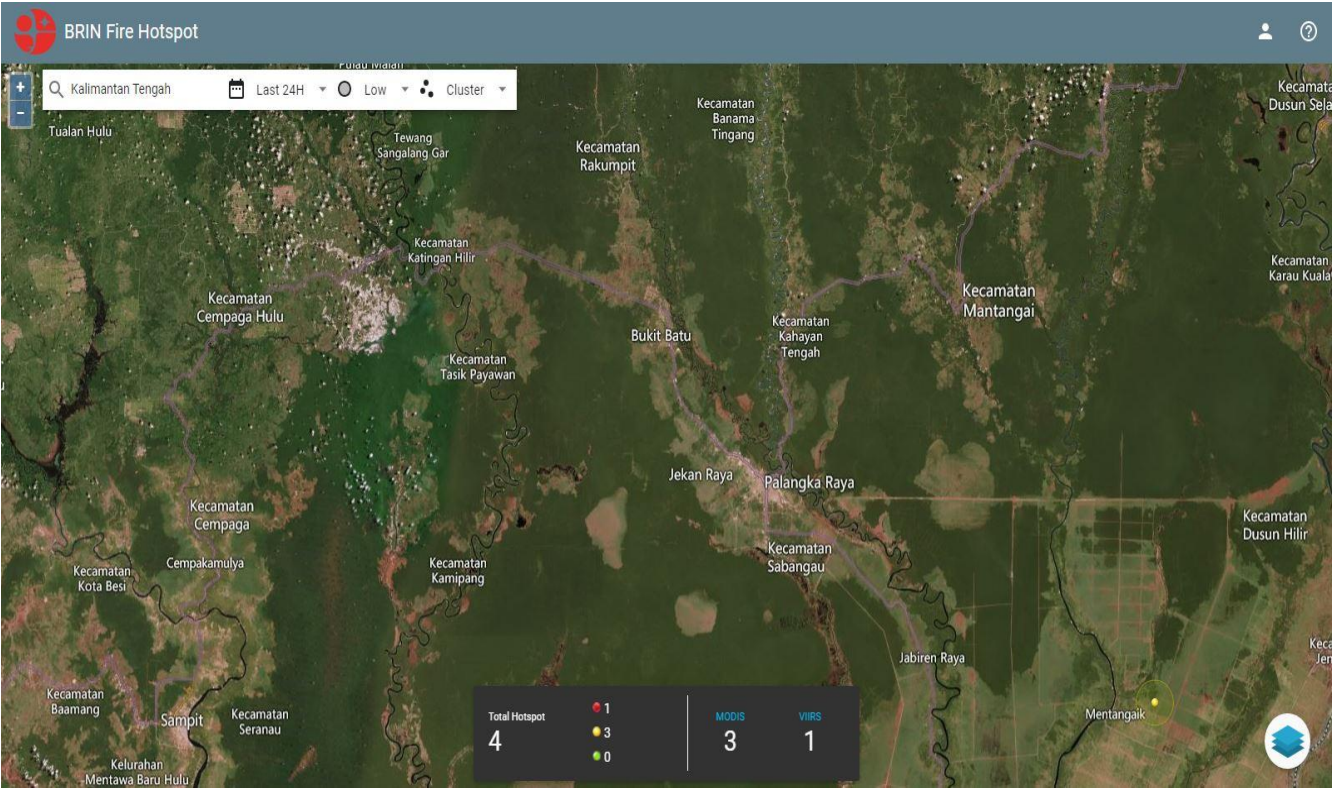 BRIN Fire Hotspot
+
-
Kalimantan Tengah
Last 24H
Low
Cluster
Tualan Hulu
Tewang
Sangalang Gar
Kecamatan
Rakumpit
Kecamatan
Banama
Tingang
Dusun Sela
Kecamatan
Katingan Hilir
Kecamatan
Karau Kuala
Kecamatan
Cempaga Hulu
Kecamatan
Mantangai
Bukit Batu
Kecamatan
Kahayan
Tengah
Kecamatan
Tasik Payawan
Jekan Raya
Palangka Raya
Kecamatan
Cempaga
Kecamatan
Dusun Hilir
Cempakamulya
Kecamatan
Kota Besi
Kecamatan
Kamipang
Kecamatan
Sabangau
Jabiren Raya
Kecamatan
Baamang
Sampit
Kecamatan
Seranau
Mentangaik
Kelurahan
Mentawa Baru Hulu
Total Hotspot
4
1
3
0
MODIS
3
VIIRS
1